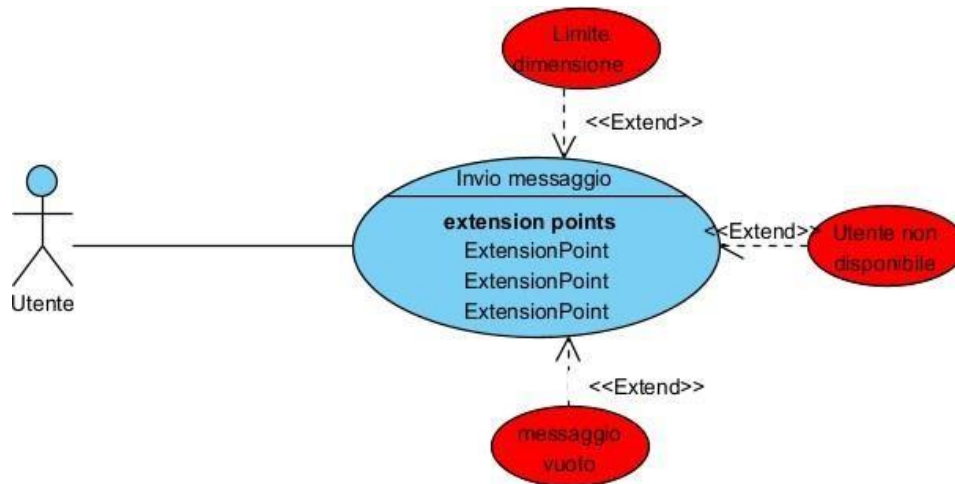 Limite
dimensione
<<Extend>>
Invio messaggio
extension points
ExtensionPoint
ExtensionPoint
ExtensionPoint
<<Extend>>
Utente non
disponibile
Utente
<<Extend>>
messaggio
vuoto